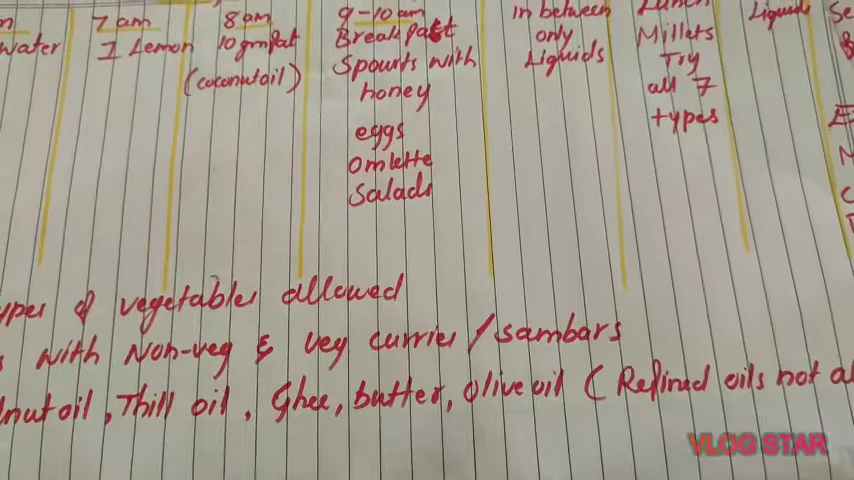 water
7 am
1 Lemon
8 am
10 gm fat
(coconut oil)
9-10 am
Breakfast
Spourts with
honey
eggs
omlette
Salads
in between
only
Liquids
Lunch
Millets
Try
all 7
types
Liquids
ypes of vegetables allowed
s with Non-veg & veg curries / sambars
nut oil, Thill oil, Ghee, butter, olive oil ( Refined oils not al
VLOG STAR